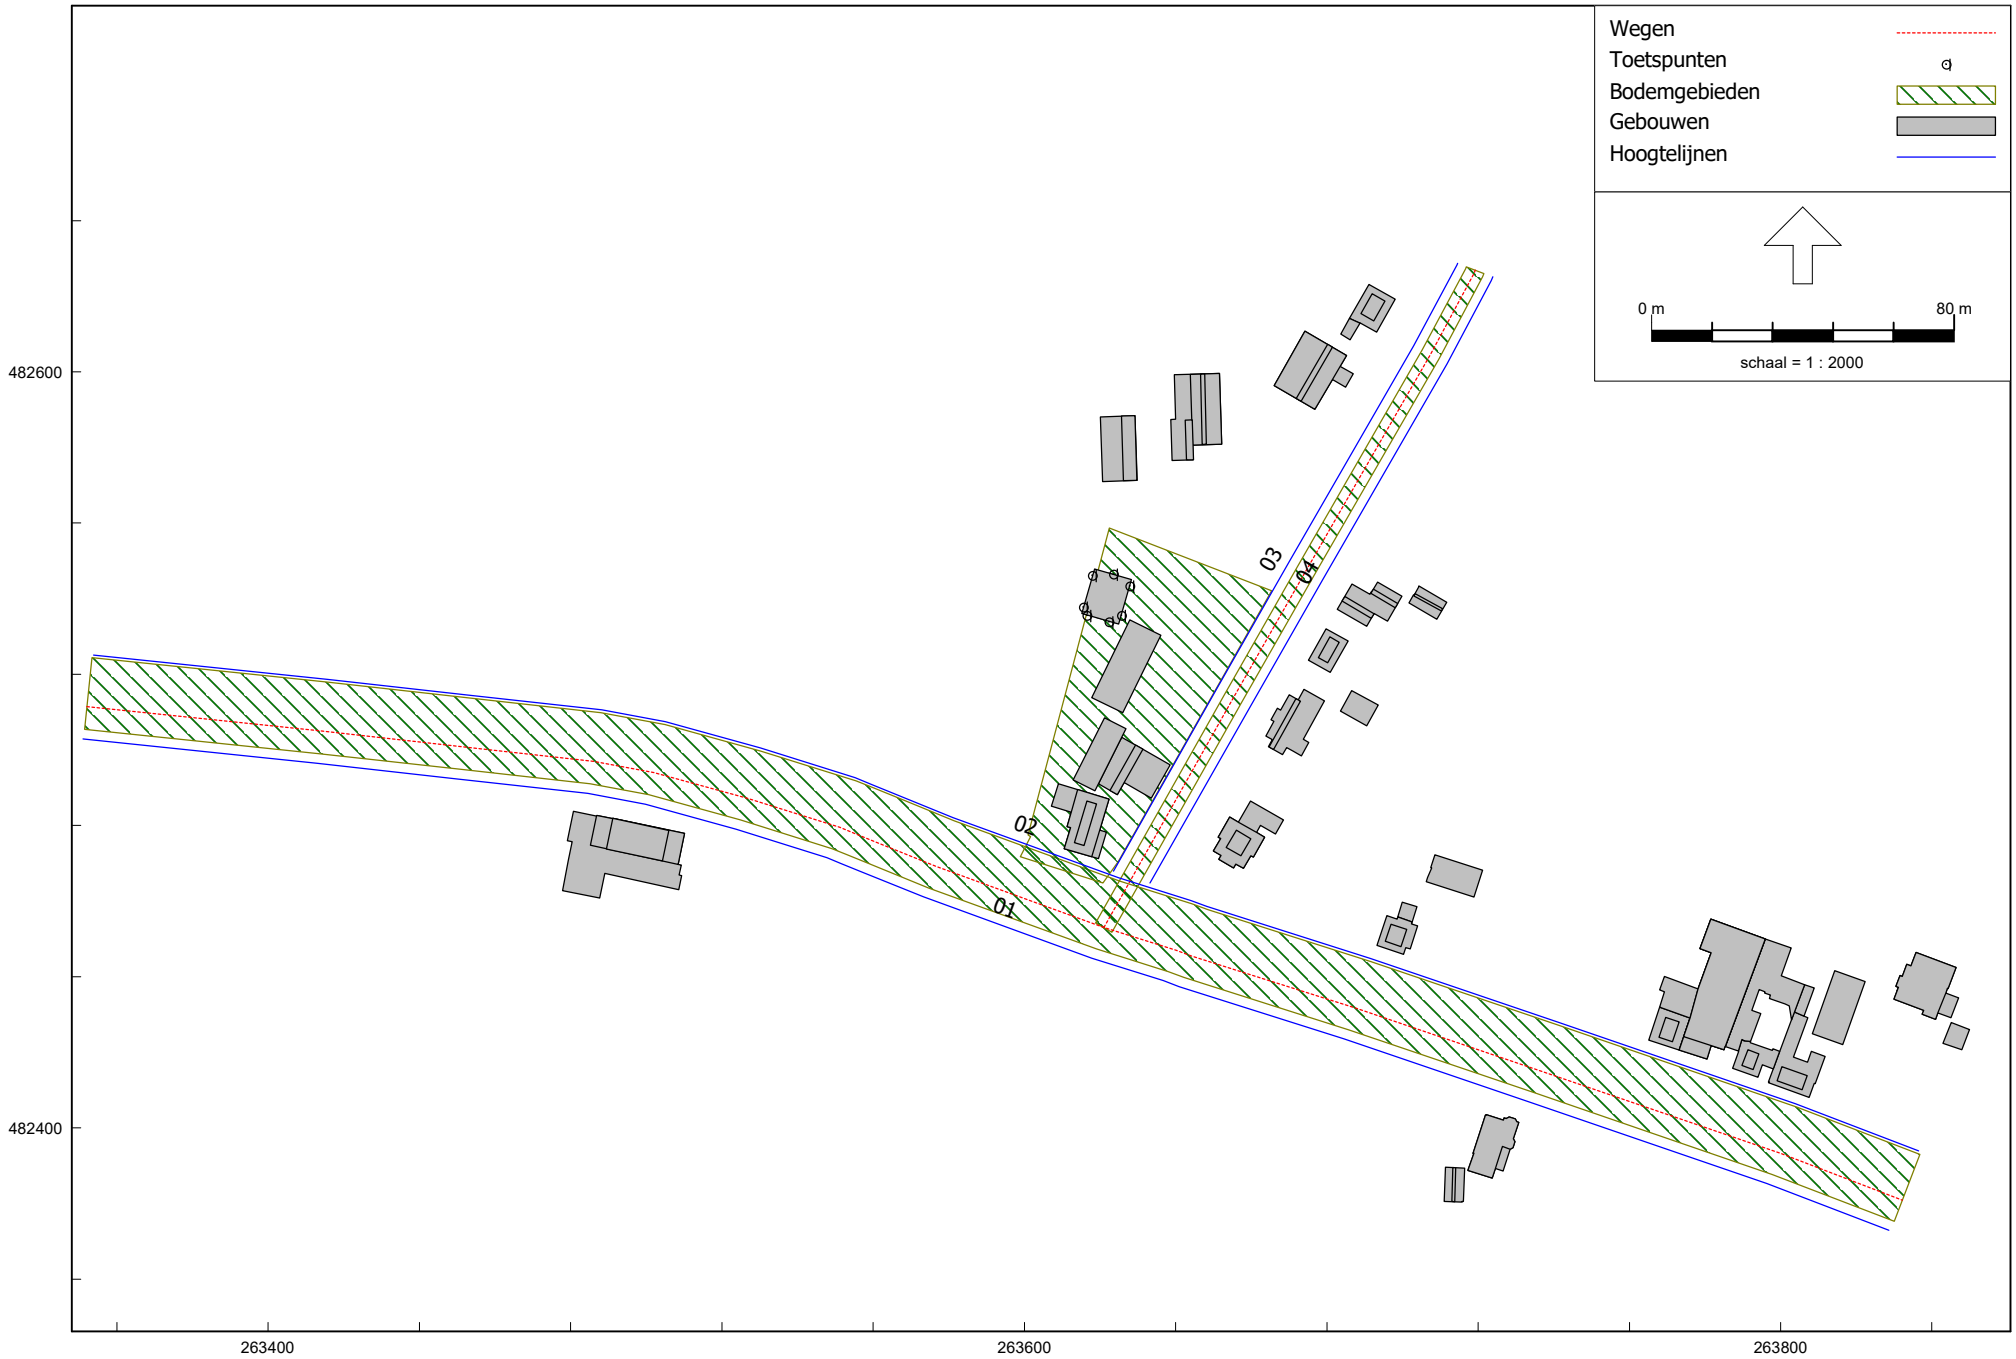 Wegen
Toetspunten
Bodemgebieden
Gebouwen
Hoogtelijnen
0 m 80 m
schaal = 1 : 2000
482600
03
04
02
01
482400
263400 263600 263800